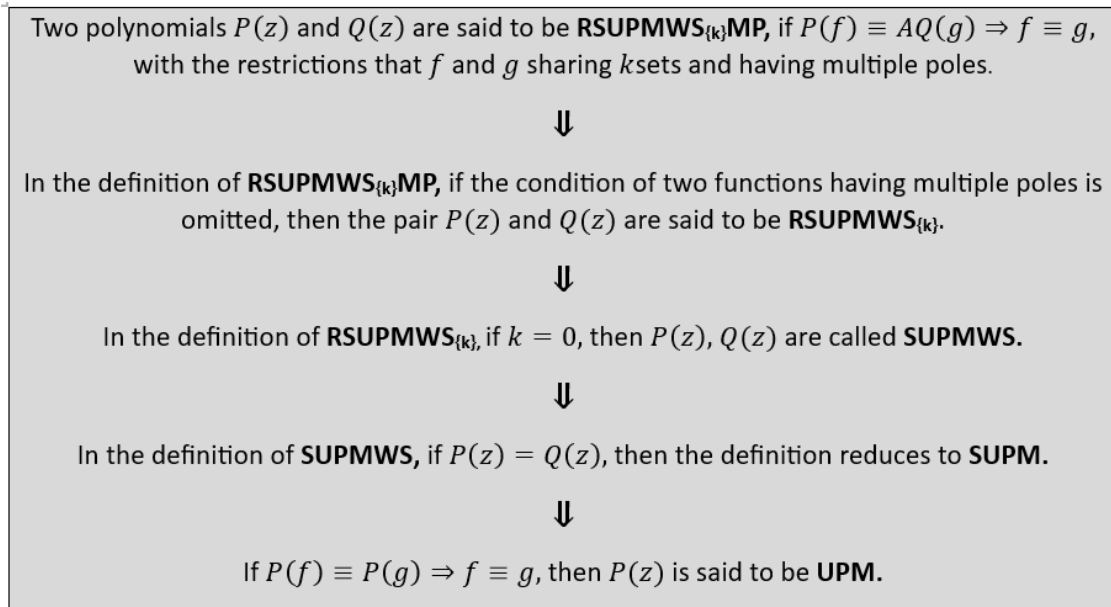 Two polynomials P(z) and Q(z) are said to be RSUPMWS{k}MP, if P(f) ≡ AQ(g) ⇒ f ≡ g,
with the restrictions that f and g sharing ksets and having multiple poles.
⇓
In the definition of RSUPMWS{k}MP, if the condition of two functions having multiple poles is
omitted, then the pair P(z) and Q(z) are said to be RSUPMWS{k}.
⇓
In the definition of RSUPMWS{k}, if k = 0, then P(z), Q(z) are called SUPMWS.
⇓
In the definition of SUPMWS, if P(z) = Q(z), then the definition reduces to SUPM.
⇓
If P(f) ≡ P(g) ⇒ f ≡ g, then P(z) is said to be UPM.